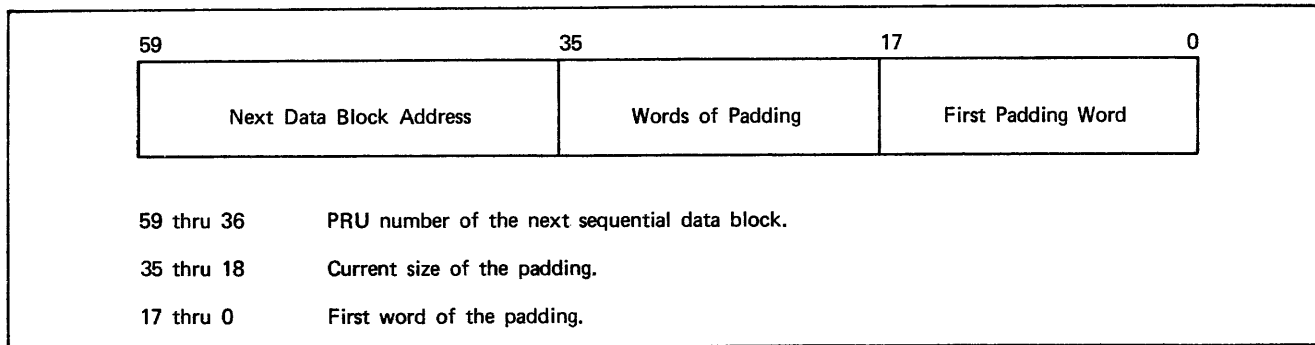 59 35 17 0
Next Data Block Address Words of Padding First Padding Word
59 thru 36 PRU number of the next sequential data block.
35 thru 18 Current size of the padding.
17 thru 0 First word of the padding.